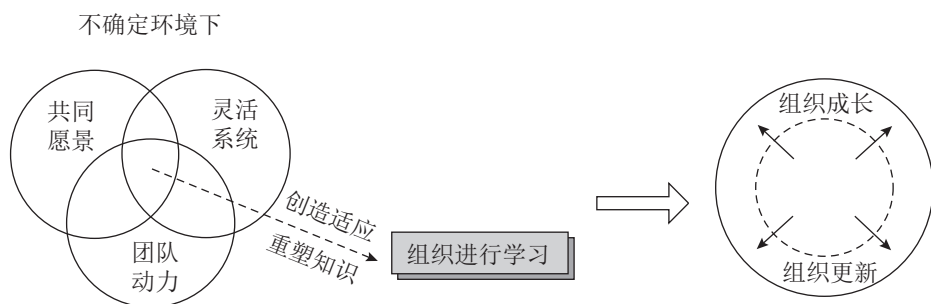 不确定环境下
共同
愿景
灵活
系统
团队
动力
创造适应
重塑知识
组织进行学习
组织成长
组织更新